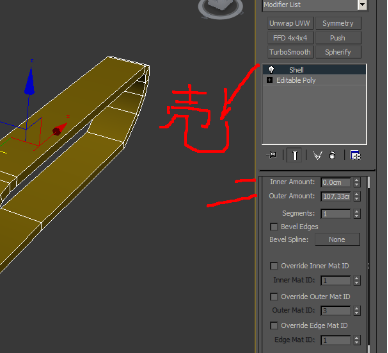 Modifier List
Unwrap UVW Symmetry
FFD 4x4x4 Push
TurboSmooth Spherify
Shell
Editable Poly
壳
Inner Amount: 0.0cm
Outer Amount: 107.33cm
Segments: 1
Bevel Edges
Bevel Spline: None
Override Inner Mat ID
Inner Mat ID: 1
Override Outer Mat ID
Outer Mat ID: 3
Override Edge Mat ID
Edge Mat ID: 1